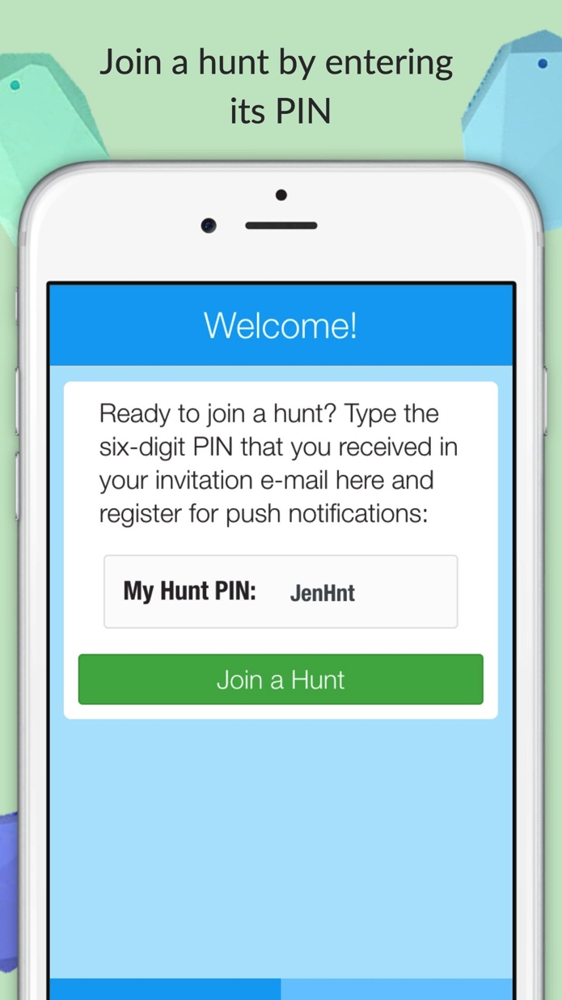 Join a hunt by entering
its PIN
Welcome!
Ready to join a hunt? Type the
six-digit PIN that you received in
your invitation e-mail here and
register for push notifications:
My Hunt PIN: JenHnt
Join a Hunt